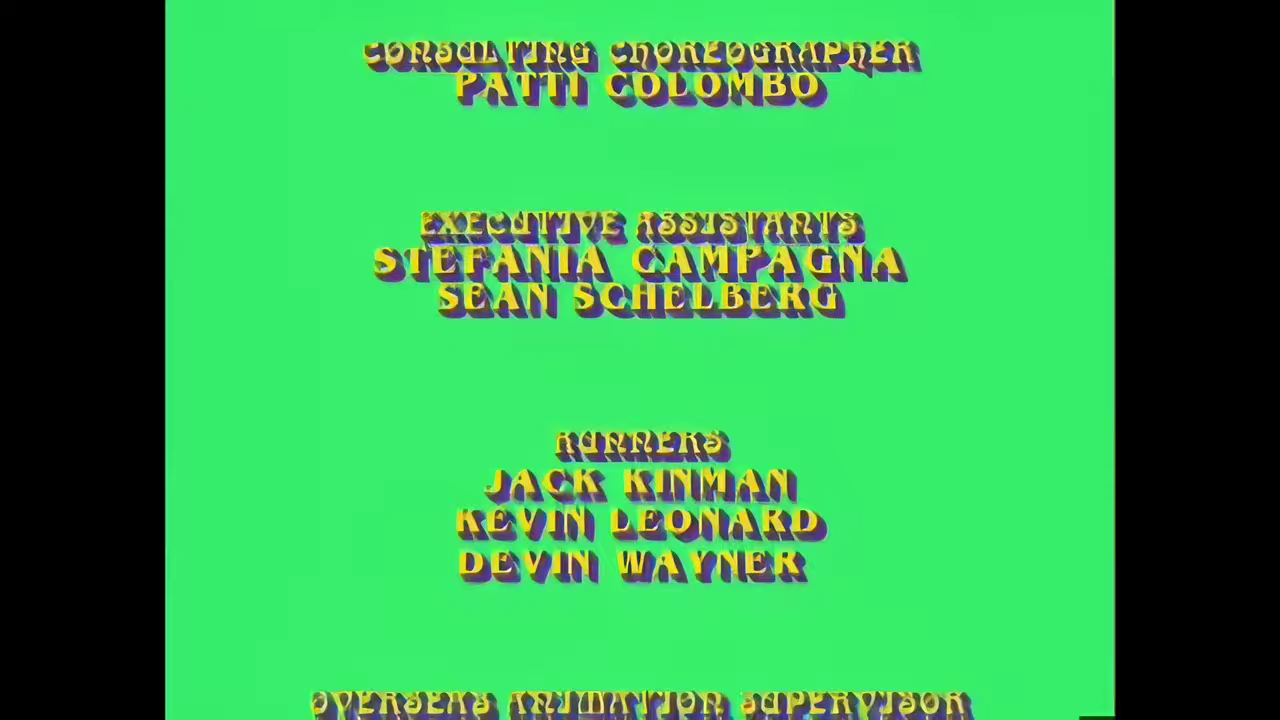 CONSULTING CHOREOGRAPHER
PATTI COLOMBO
EXECUTIVE ASSISTANTS
STEFANIA CAMPAGNA
SEAN SCHELBERG
RUNNERS
JACK KINMAN
KEVIN LEONARD
DEVIN WAYNER
OVERSEAS ANIMATION SUPERVISOR